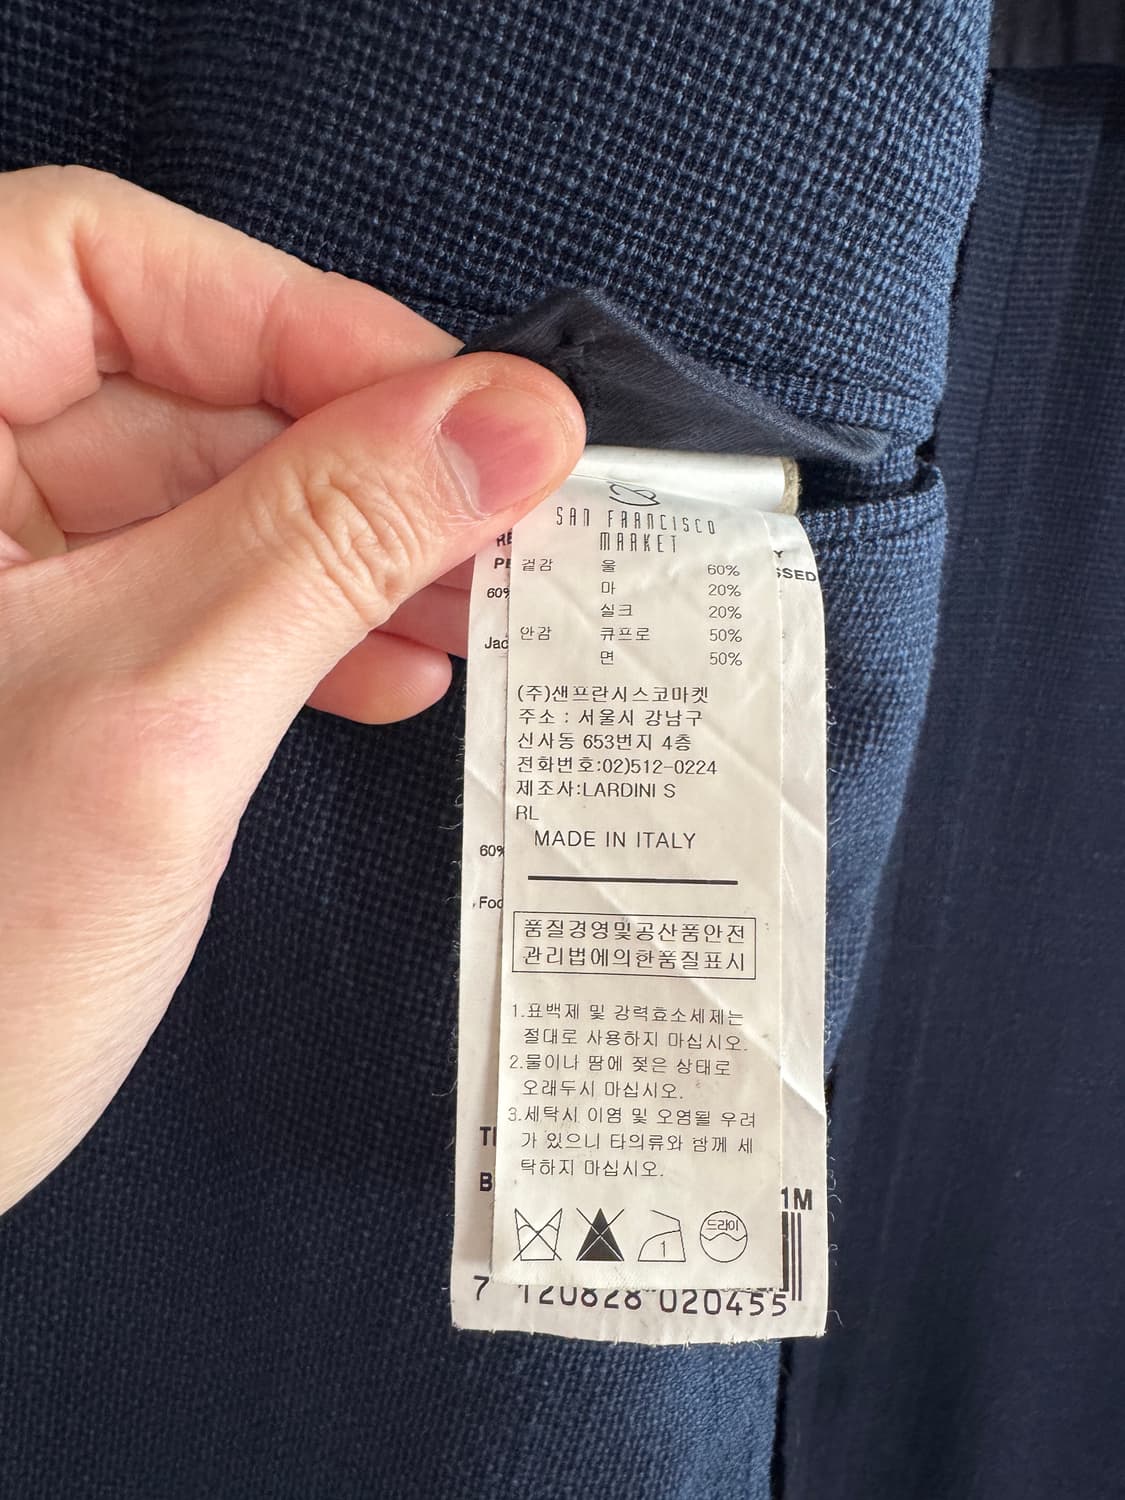 SAN FRANCISCO
MARKET
겉감 울 60%
마 20%
실크 20%
안감 큐프로 50%
면 50%
(주)샌프란시스코마켓
주소 : 서울시 강남구
신사동 653번지 4층
전화번호:02)512-0224
제조사:LARDINI S
RL
MADE IN ITALY
품질경영및공산품안전
관리법에의한품질표시
1.표백제 및 강력효소세제는
절대로 사용하지 마십시오.
2.물이나 땀에 젖은 상태로
오래두시 마십시오.
3.세탁시 이염 및 오염될 우려
가 있으니 타의류와 함께 세
탁하지 마십시오.
1
드라이
60%
60%
1M
7 120828 020455